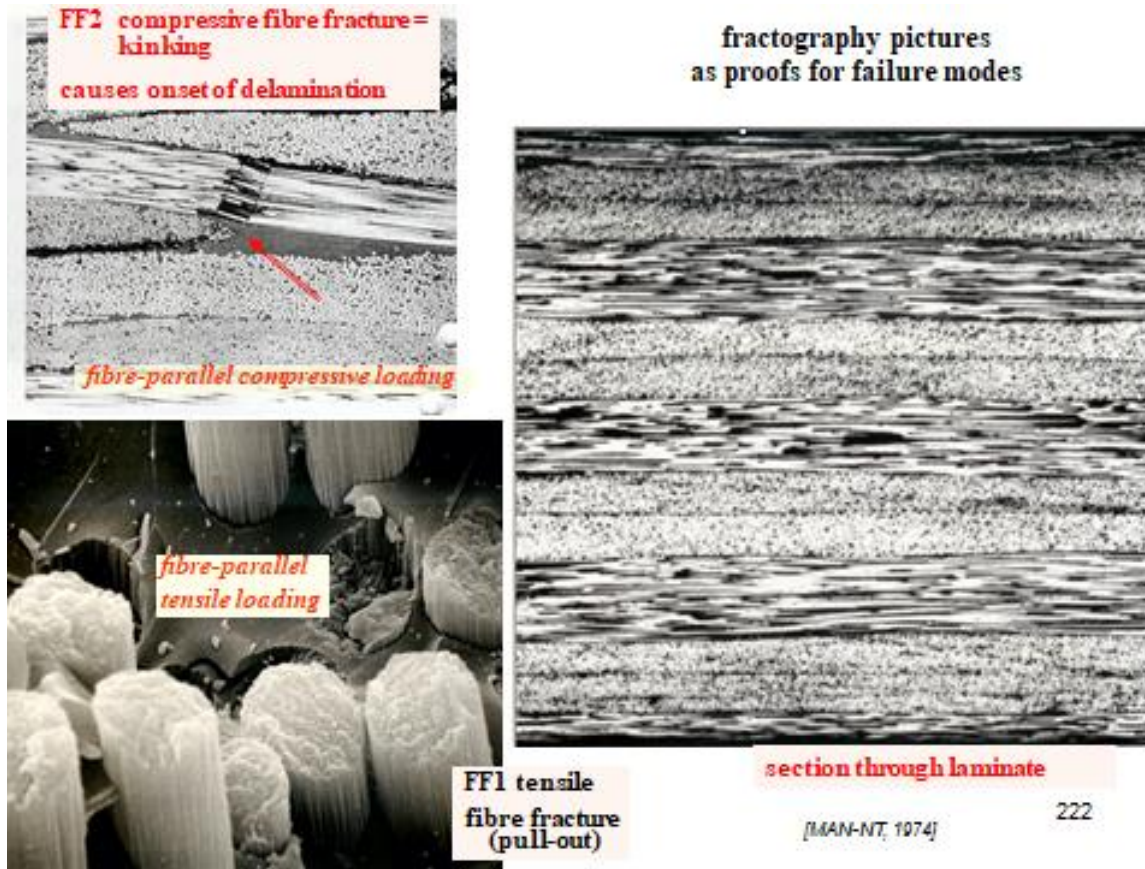 FF2 compressive fibre fracture =
kinking
causes onset of delamination
fibre-parallel compressive loading
fractography pictures
as proofs for failure modes
fibre-parallel
tensile loading
FF1 tensile
fibre fracture
(pull-out)
section through laminate
[MAN-NT, 1974]
222